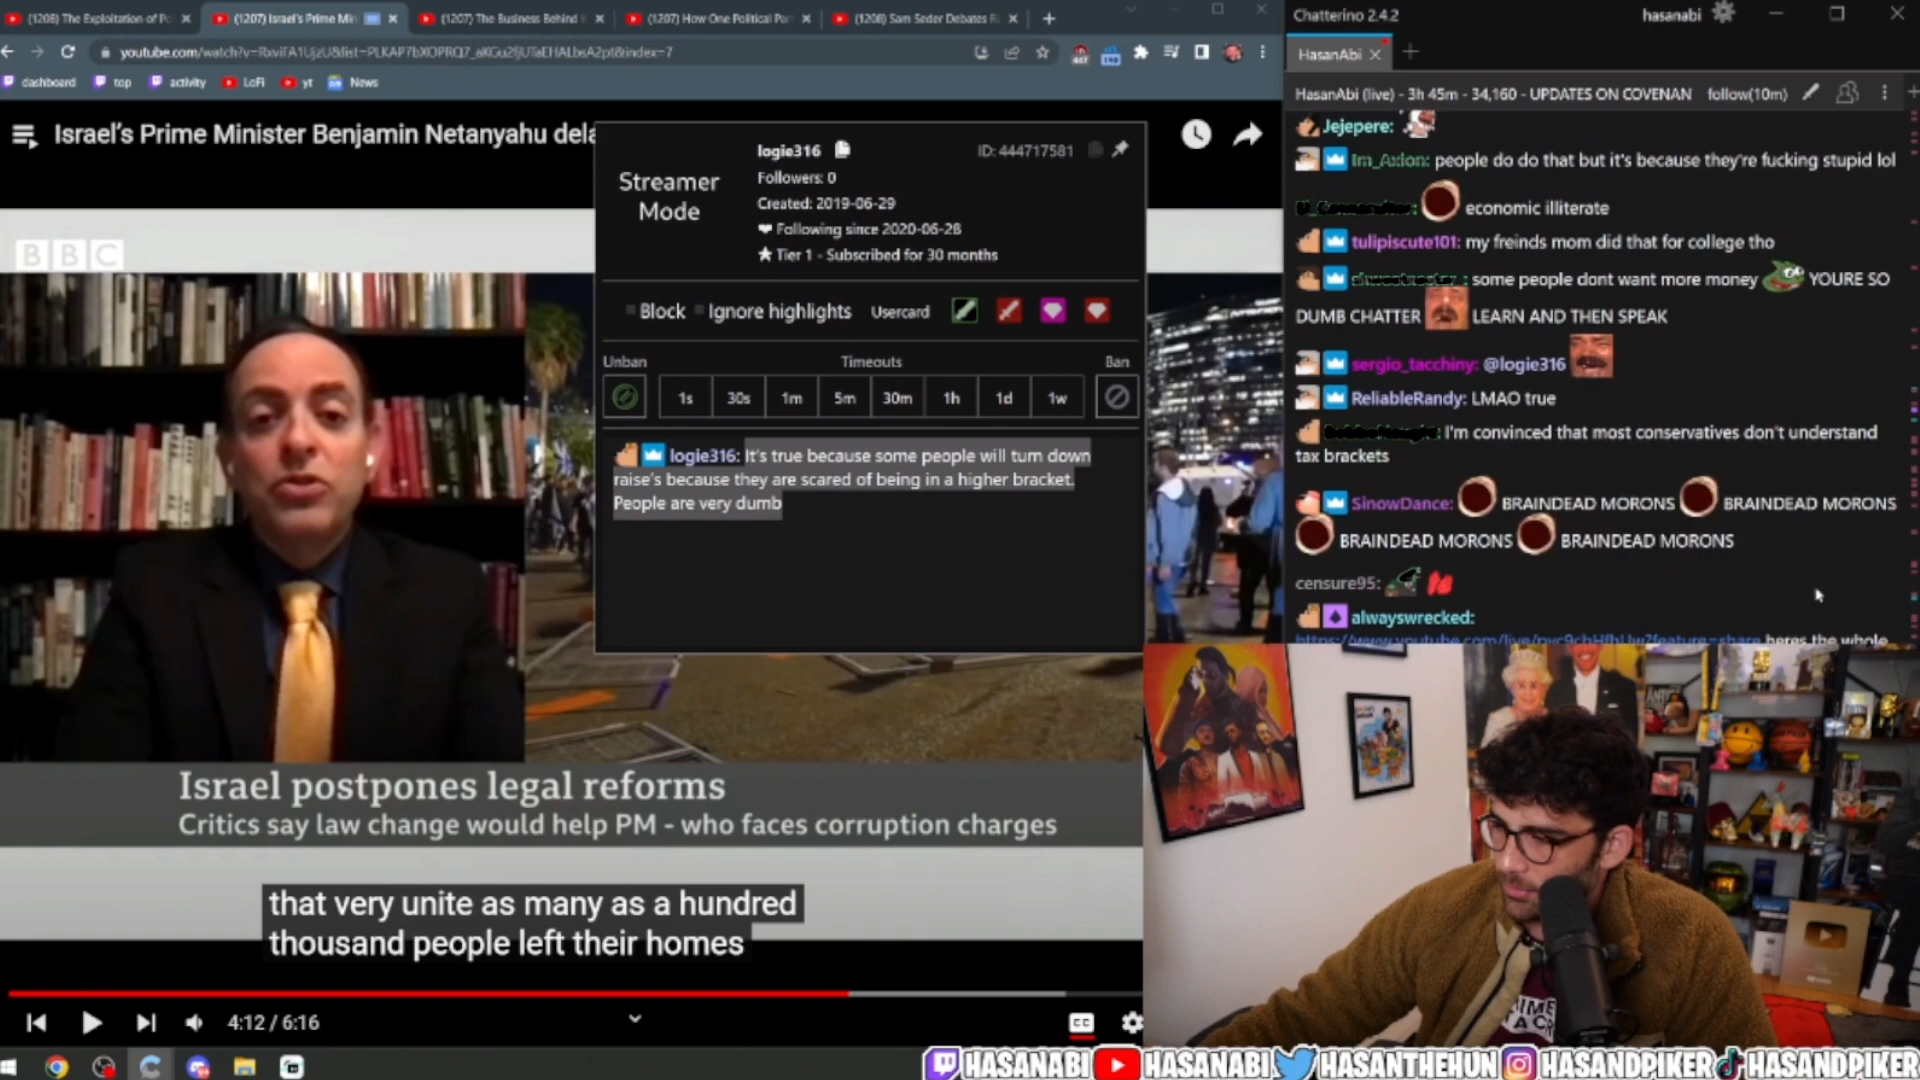 (1208) The Exploitation of Po
(1207) Israel's Prime Min
(1207) The Business Behind
(1207) How One Political Par
(1208) Sam Seder Debates R
Chatterino 2.4.2
hasanabi
HasanAbi
dashboard
top
activity
LoFi
yt
News
HasanAbi (live) - 3h 45m - 34,160 - UPDATES ON COVENAN
follow(10m)
Israel's Prime Minister Benjamin Netanyahu dela
BBC
Streamer
Mode
logie316
ID: 444717581
Followers: 0
Created: 2019-06-29
Following since 2020-06-28
Tier 1 - Subscribed for 30 months
Block
Ignore highlights
Usercard
Unban
Timeouts
Ban
1s 30s 1m 5m 30m 1h 1d 1w
logie316: It's true because some people will turn down
raise's because they are scared of being in a higher bracket.
People are very dumb
Jejepere:
Im_Axion: people do do that but it's because they're fucking stupid lol
economic illiterate
tulipiscute101: my freinds mom did that for college tho
some people dont want more money YOURE SO
DUMB CHATTER LEARN AND THEN SPEAK
sergio_tacchiny: @logie316
ReliableRandy: LMAO true
I'm convinced that most conservatives don't understand
tax brackets
SinowDance: BRAINDEAD MORONS BRAINDEAD MORONS
BRAINDEAD MORONS BRAINDEAD MORONS
censure95:
alwayswrecked:
heres the whole
Israel postpones legal reforms
Critics say law change would help PM - who faces corruption charges
that very unite as many as a hundred
thousand people left their homes
4:12 / 6:16
CC
HASANABI HASANABI HASANTHEHUN HASANDPIKER HASANDPIKER